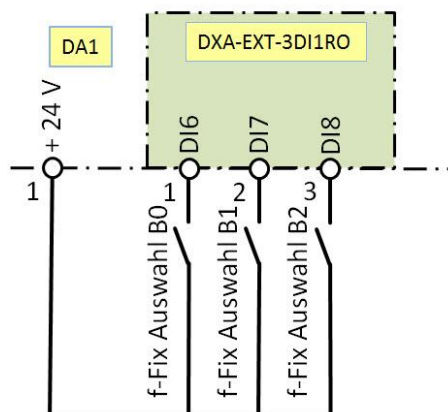 DA1
DXA-EXT-3DI1RO
+ 24 V
DI6
DI7
DI8
1
1
2
3
f-Fix Auswahl B0
f-Fix Auswahl B1
f-Fix Auswahl B2